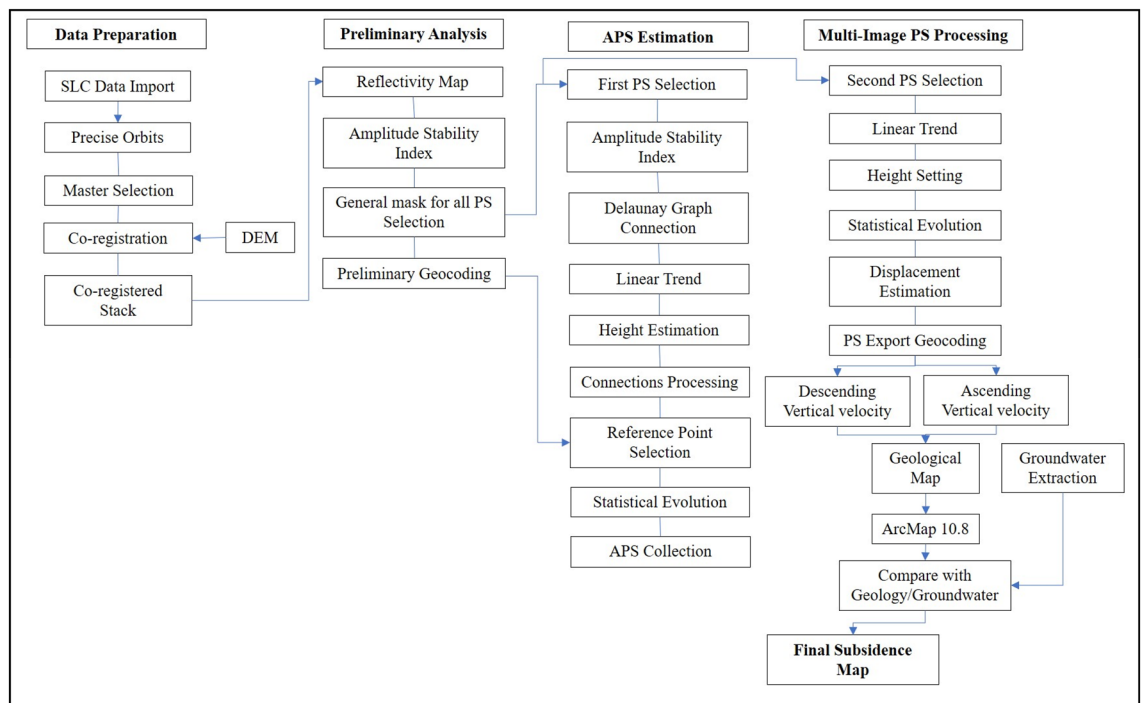 Data Preparation
SLC Data Import
Precise Orbits
Master Selection
Co-registration
DEM
Co-registered
Stack
Preliminary Analysis
Reflectivity Map
Amplitude Stability
Index
General mask for all PS
Selection
Preliminary Geocoding
APS Estimation
First PS Selection
Amplitude Stability
Index
Delaunay Graph
Connection
Linear Trend
Height Estimation
Connections Processing
Reference Point
Selection
Statistical Evolution
APS Collection
Multi-Image PS Processing
Second PS Selection
Linear Trend
Height Setting
Statistical Evolution
Displacement
Estimation
PS Export Geocoding
Descending
Vertical velocity
Ascending
Vertical velocity
Geological
Map
Groundwater
Extraction
ArcMap 10.8
Compare with
Geology/Groundwater
Final Subsidence
Map